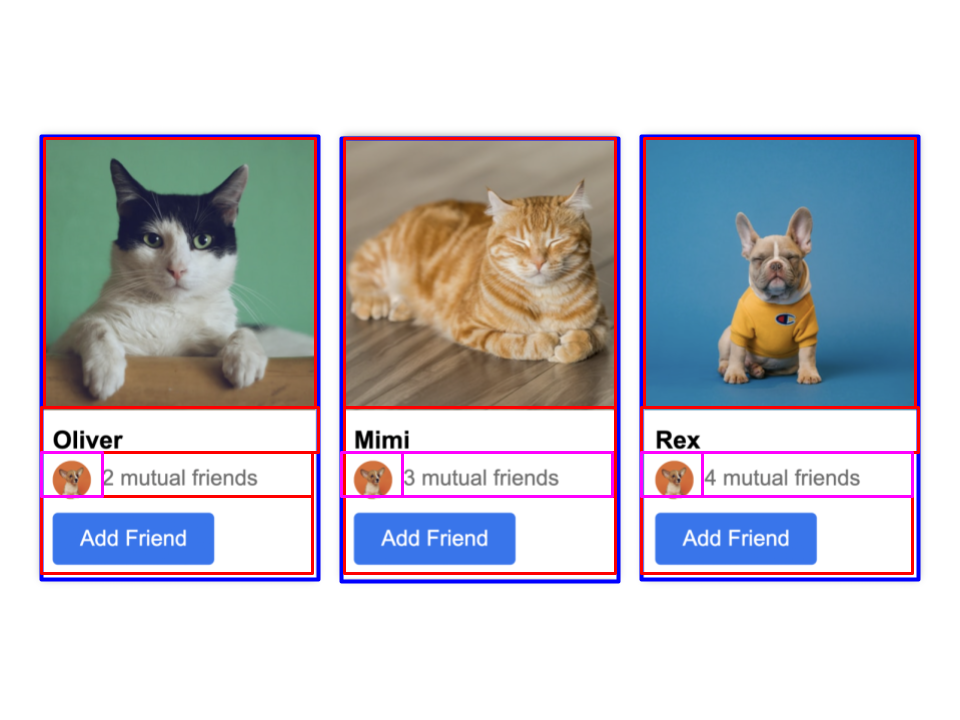 Oliver
2 mutual friends
Add Friend
Mimi
3 mutual friends
Add Friend
Rex
4 mutual friends
Add Friend